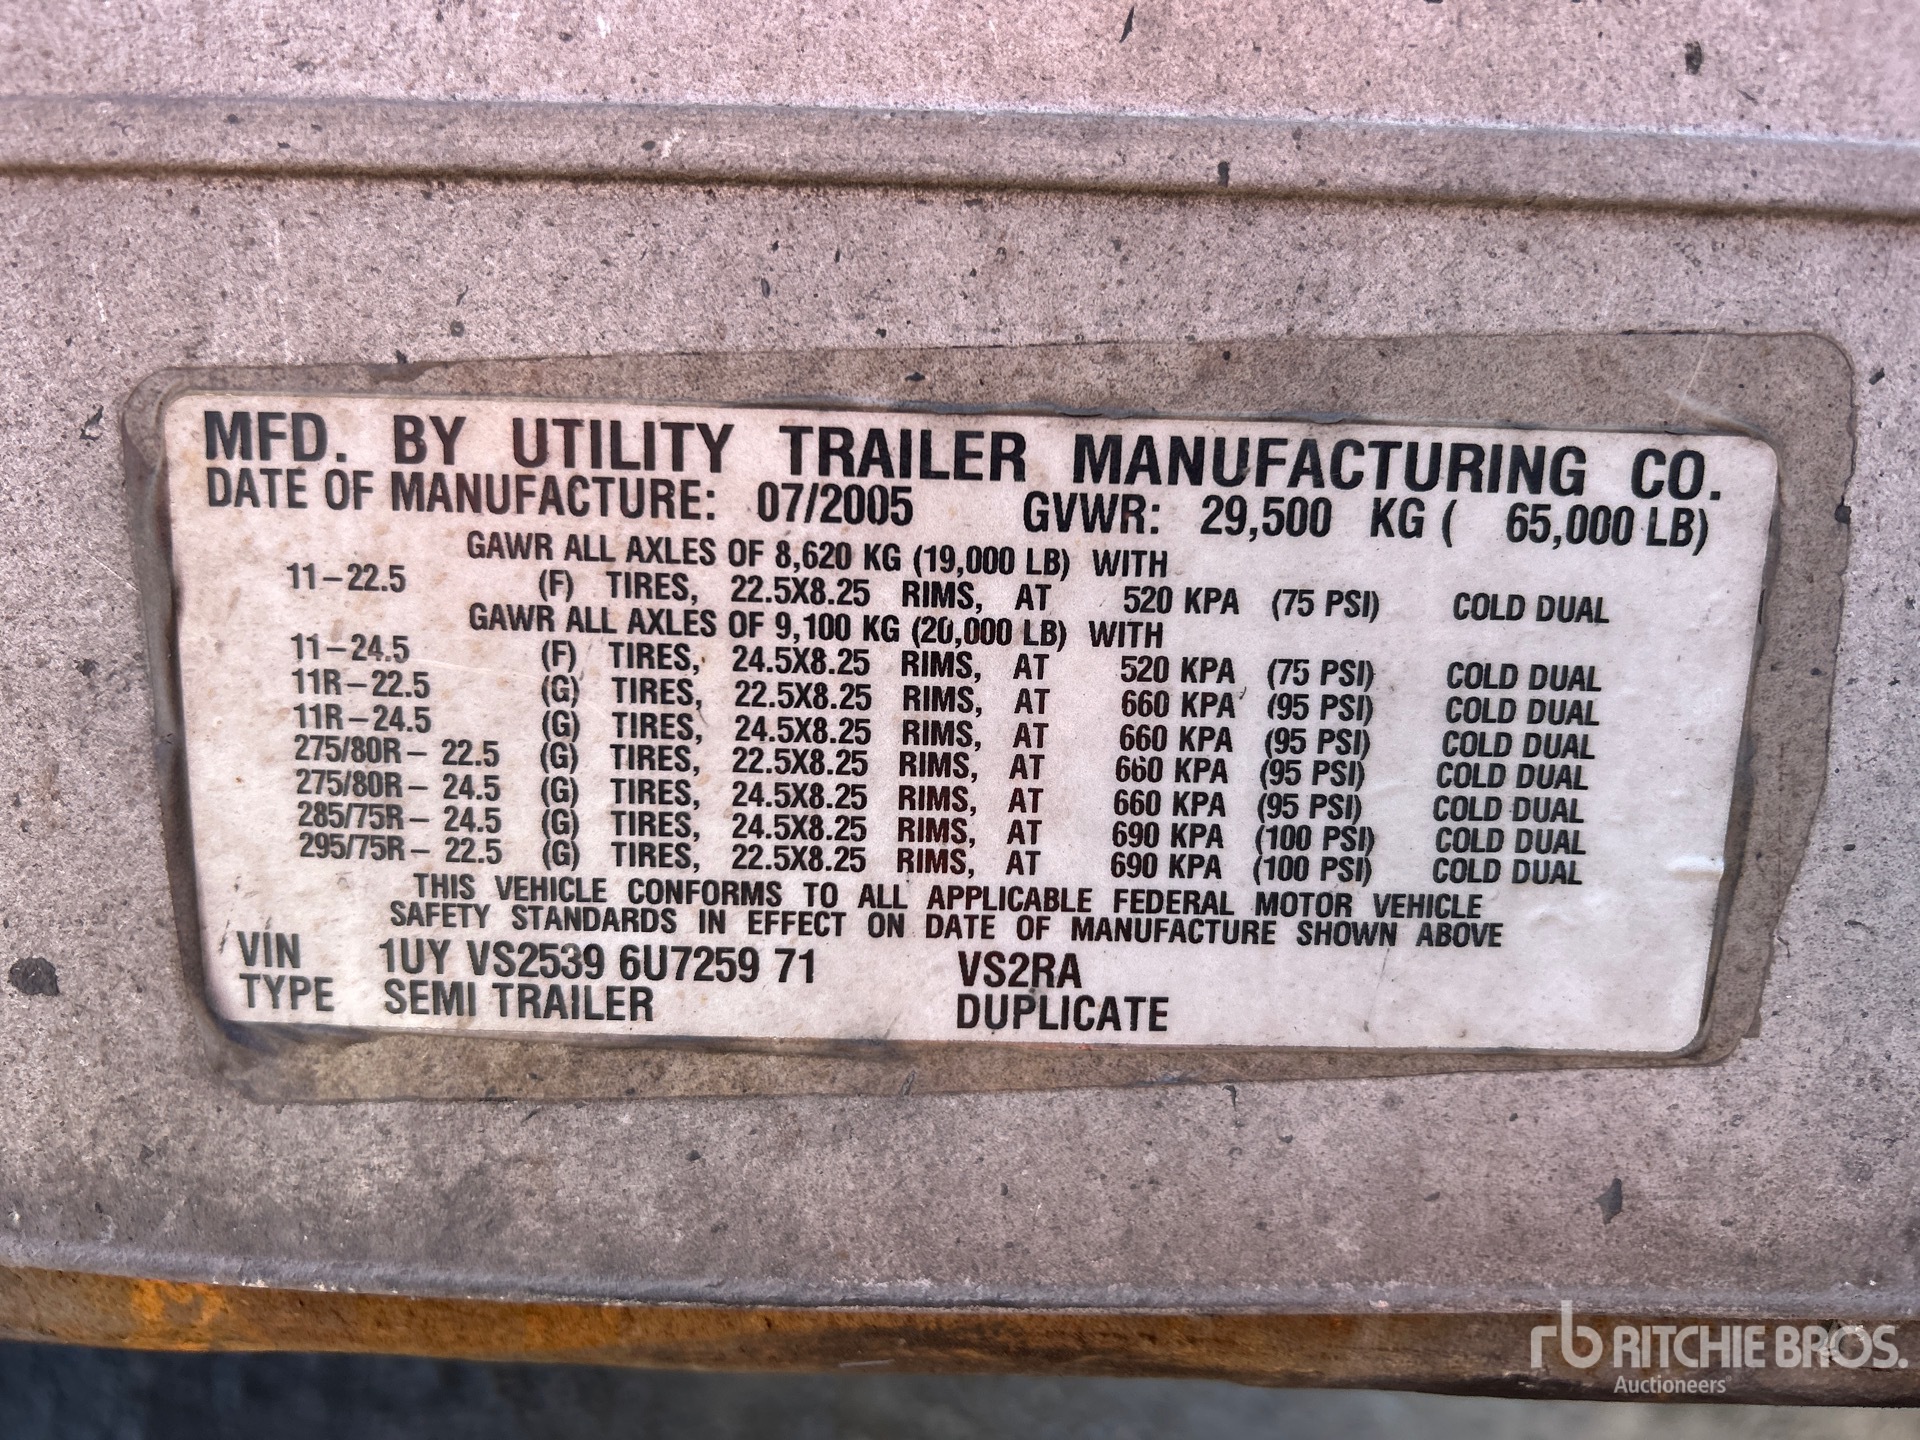 MFD. BY UTILITY TRAILER MANUFACTURING CO.
DATE OF MANUFACTURE: 07/2005 GVWR: 29,500 KG ( 65,000 LB)
GAWR ALL AXLES OF 8,620 KG (19,000 LB) WITH
11-22.5 (F) TIRES, 22.5X8.25 RIMS, AT 520 KPA (75 PSI) COLD DUAL
GAWR ALL AXLES OF 9,100 KG (20,000 LB) WITH
11-24.5 (F) TIRES, 24.5X8.25 RIMS, AT 520 KPA (75 PSI) COLD DUAL
11R-22.5 (G) TIRES, 22.5X8.25 RIMS, AT 660 KPA (95 PSI) COLD DUAL
11R-24.5 (G) TIRES, 24.5X8.25 RIMS, AT 660 KPA (95 PSI) COLD DUAL
275/80R- 22.5 (G) TIRES, 22.5X8.25 RIMS, AT 660 KPA (95 PSI) COLD DUAL
275/80R- 24.5 (G) TIRES, 24.5X8.25 RIMS, AT 660 KPA (95 PSI) COLD DUAL
285/75R- 24.5 (G) TIRES, 24.5X8.25 RIMS, AT 690 KPA (100 PSI) COLD DUAL
295/75R- 22.5 (G) TIRES, 22.5X8.25 RIMS, AT 690 KPA (100 PSI) COLD DUAL
THIS VEHICLE CONFORMS TO ALL APPLICABLE FEDERAL MOTOR VEHICLE
SAFETY STANDARDS IN EFFECT ON DATE OF MANUFACTURE SHOWN ABOVE
VIN 1UY VS2539 6U7259 71 VS2RA
TYPE SEMI TRAILER DUPLICATE
rb RITCHIE BROS.
Auctioneers